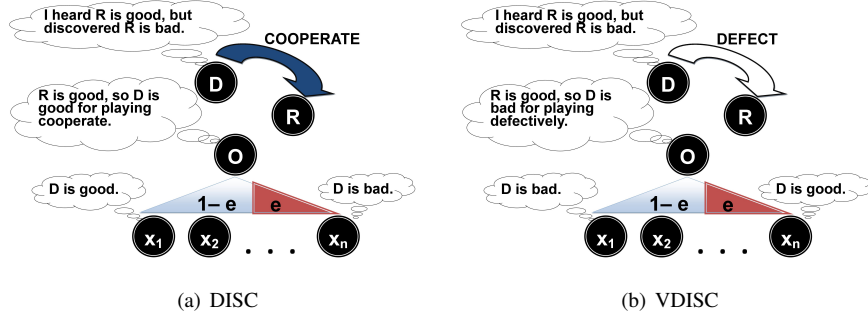 I heard R is good, but
discovered R is bad.
COOPERATE
D
R
R is good, so D is
good for playing
cooperate.
O
D is good.
D is bad.
1– e
e
x1
x2
. . .
xn
(a) DISC
I heard R is good, but
discovered R is bad.
DEFECT
D
R
R is good, so D is
bad for playing
defectively.
O
D is bad.
D is good.
1– e
e
x1
x2
. . .
xn
(b) VDISC